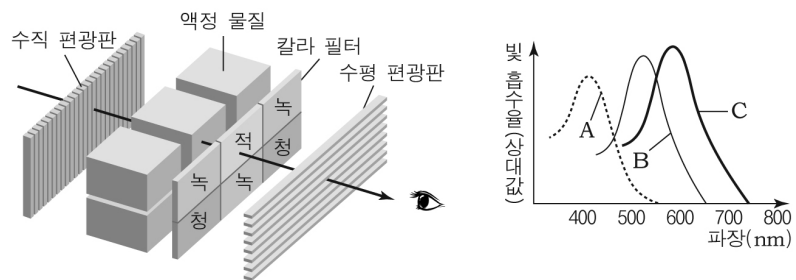 액정 물질
수직 편광판
칼라 필터
수평 편광판
녹
적
청
녹
녹
청
빛 흡수율(상대값)
A
B
C
400 500 600 700 800
파장(nm)